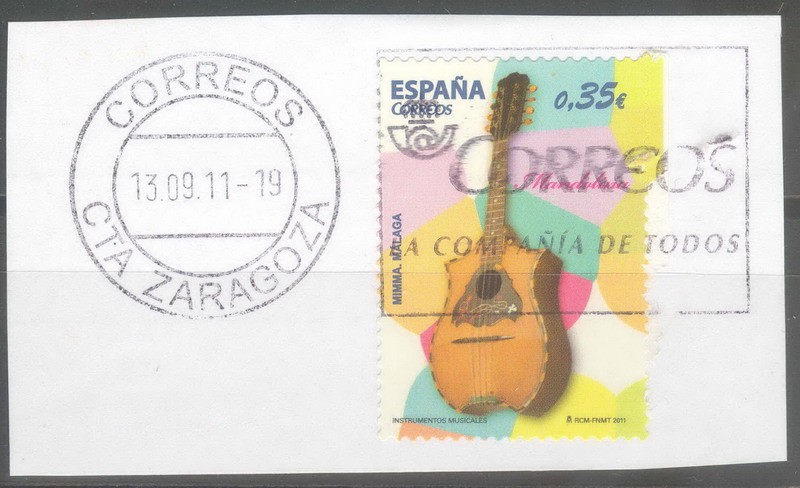 CORREOS
13.09.11-19
CTA ZARAGOZA
ESPAÑA
CORREOS
0,35€
CORREOS
Mandolina
LA COMPAÑÍA DE TODOS
MIMMA. MÁLAGA
INSTRUMENTOS MUSICALES
RCM-FNMT 2011